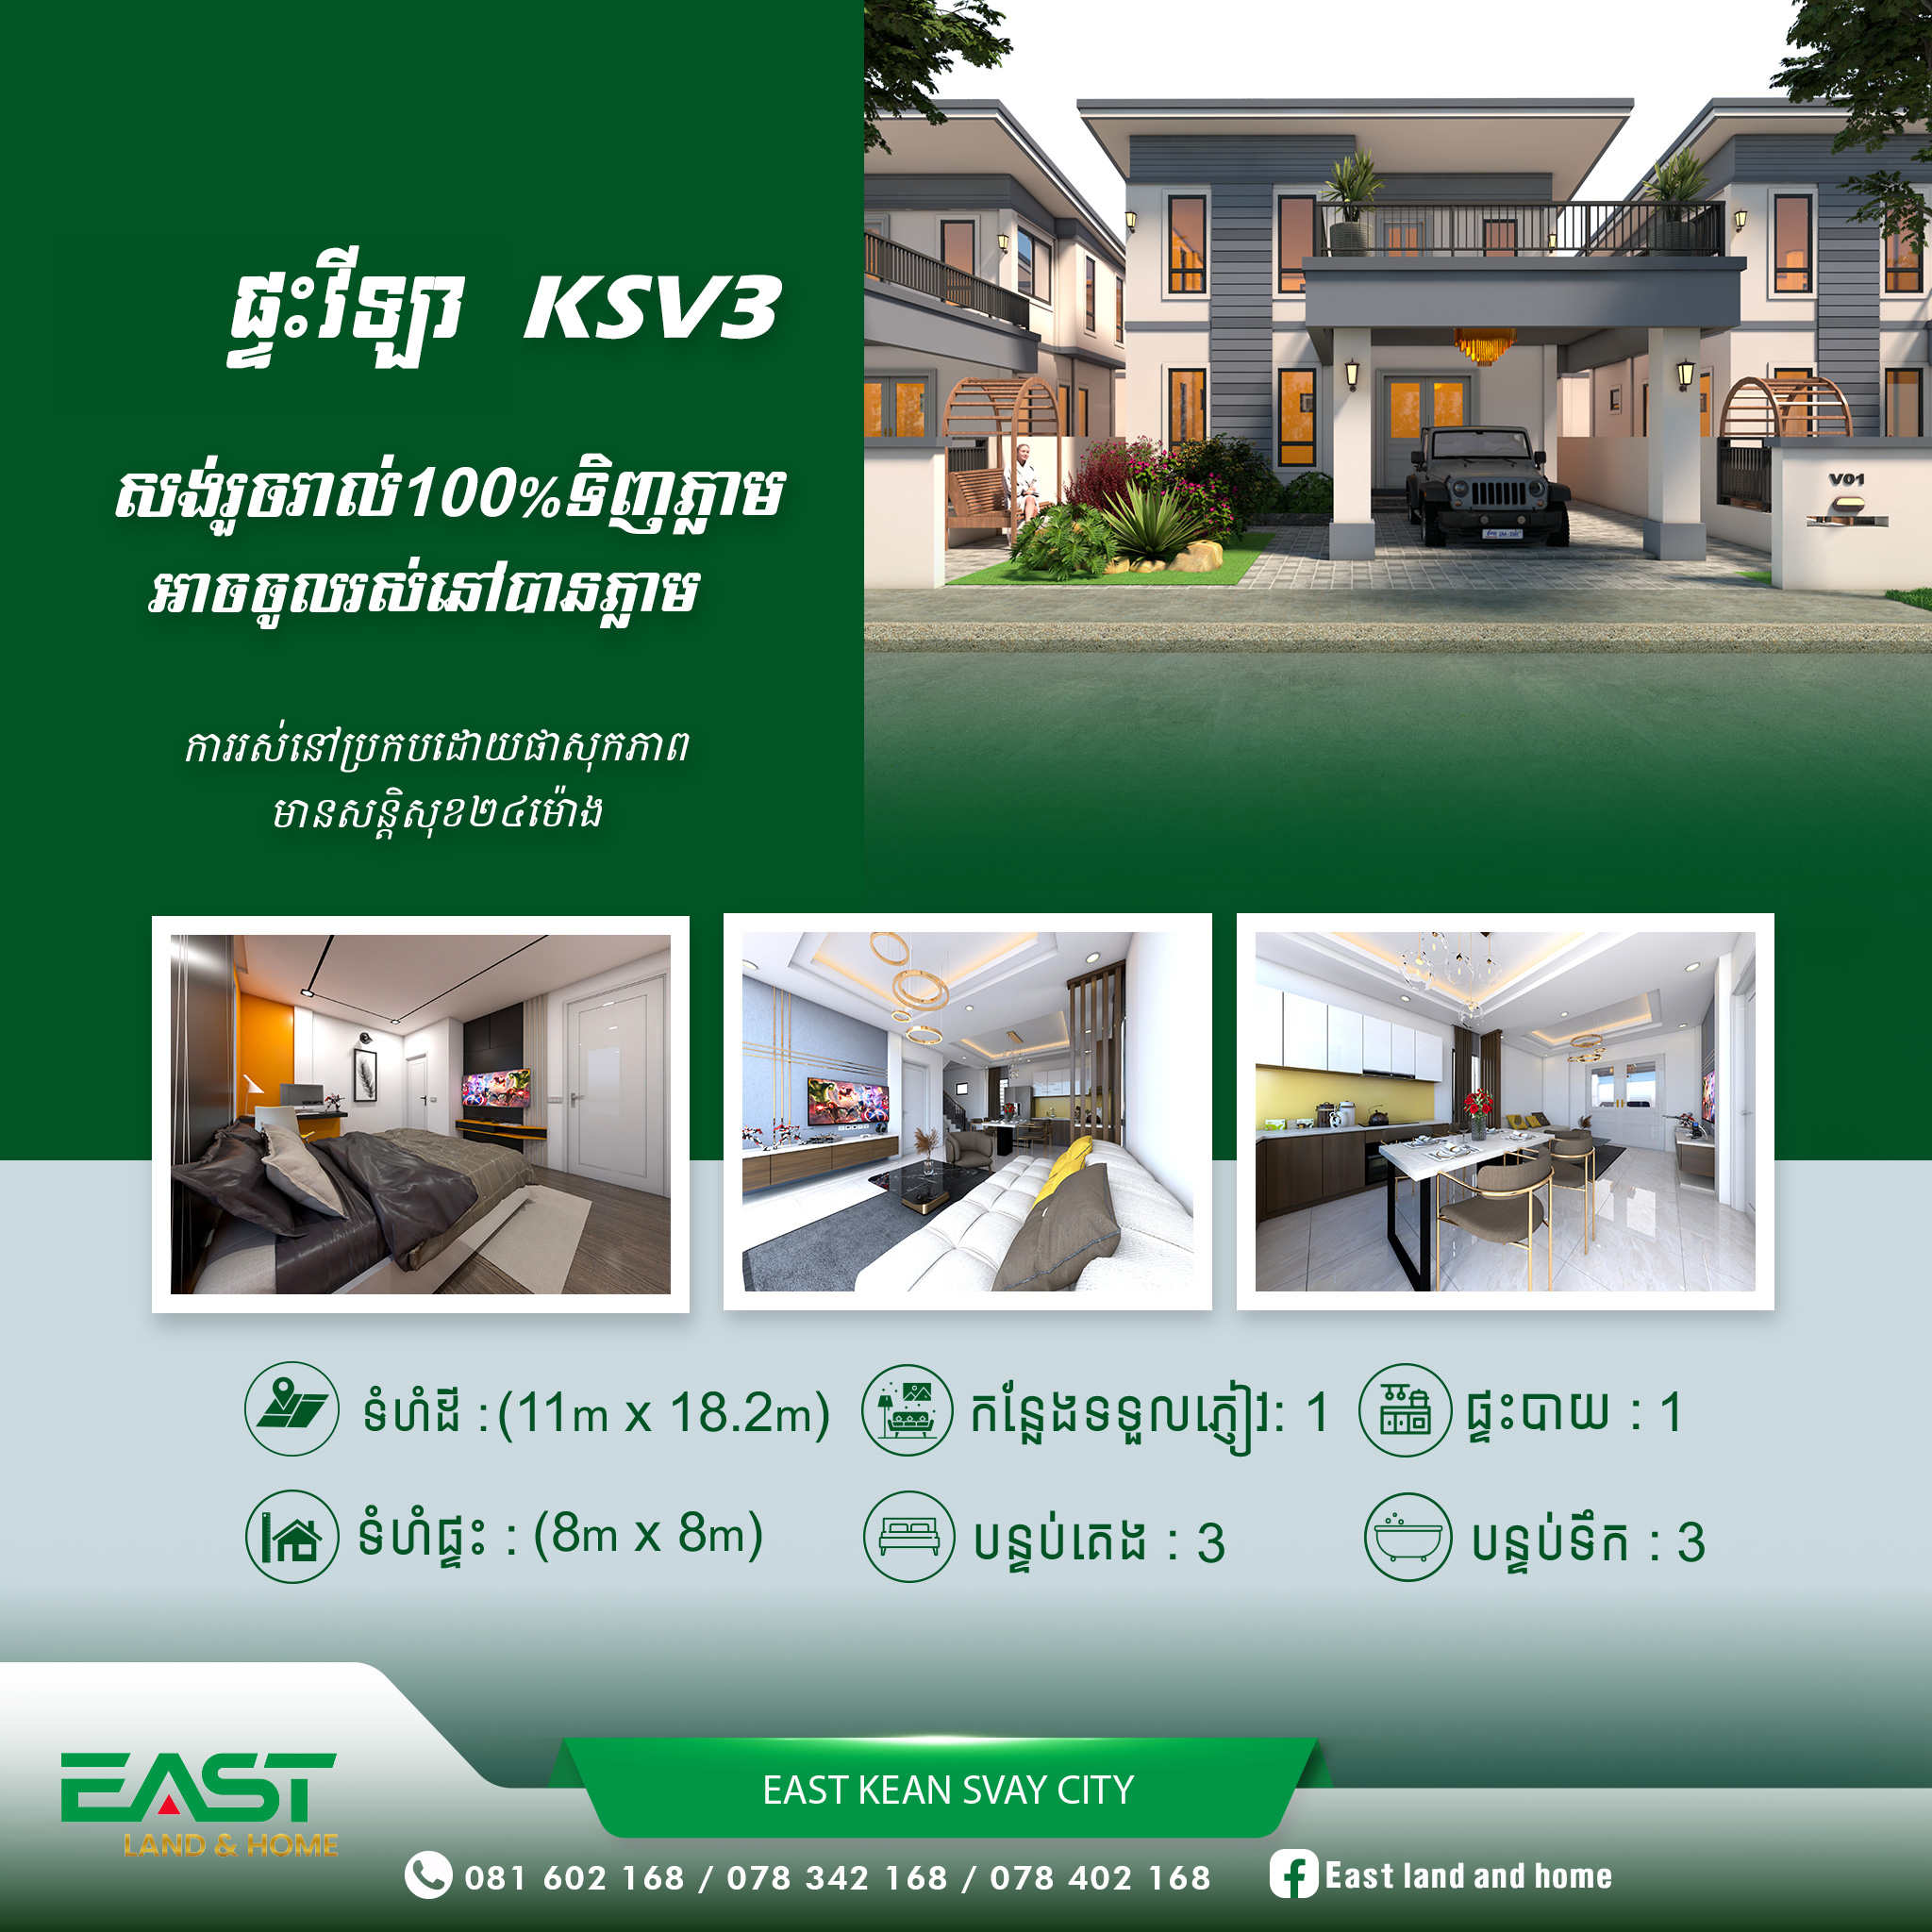 ផ្ទះវីឡា KSV3
សង់រួចរាល់100%ទិញភ្លាម
អាចចូលរស់នៅបានភ្លាម
ការរស់នៅប្រកបដោយផាសុកភាព
មានសន្តិសុខ២៤ម៉ោង
V01
ទំហំដី : (11m x 18.2m)
កន្លែងទទួលភ្ញៀវ: 1
ផ្ទះបាយ : 1
ទំហំផ្ទះ : (8m x 8m)
បន្ទប់គេង : 3
បន្ទប់ទឹក : 3
EAST
LAND & HOME
EAST KEAN SVAY CITY
081 602 168 / 078 342 168 / 078 402 168
East land and home